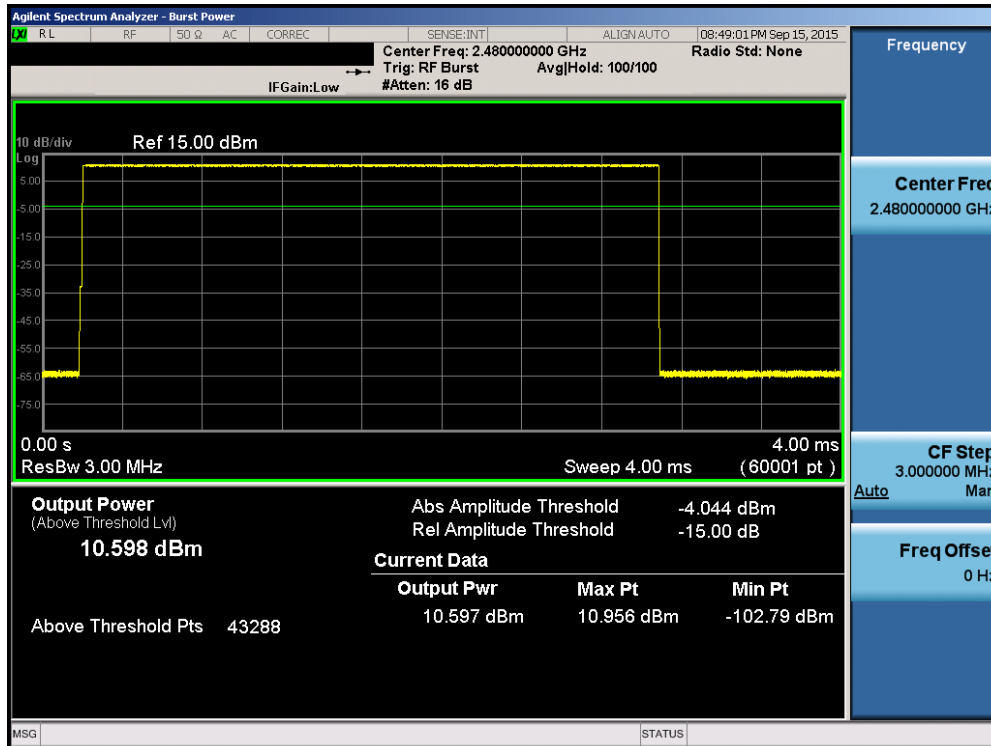 Agilent Spectrum Analyzer - Burst Power
LXI RL RF 50 Ω AC CORREC SENSE:INT ALIGN AUTO 08:49:01 PM Sep 15, 2015
Center Freq: 2.480000000 GHz Radio Std: None
Trig: RF Burst Avg|Hold: 100/100
IFGain:Low #Atten: 16 dB
Frequency
10 dB/div Ref 15.00 dBm
Log
5.00
-5.00
-15.0
-25.0
-35.0
-45.0
-55.0
-65.0
-75.0
0.00 s 4.00 ms
ResBw 3.00 MHz Sweep 4.00 ms (60001 pt)
Output Power
(Above Threshold Lvl)
10.598 dBm
Above Threshold Pts 43288
Abs Amplitude Threshold -4.044 dBm
Rel Amplitude Threshold -15.00 dB
Current Data
Output Pwr Max Pt Min Pt
10.597 dBm 10.956 dBm -102.79 dBm
Center Freq
2.480000000 GHz
CF Step
3.000000 MHz
Auto Man
Freq Offse
0 Hz
MSG STATUS